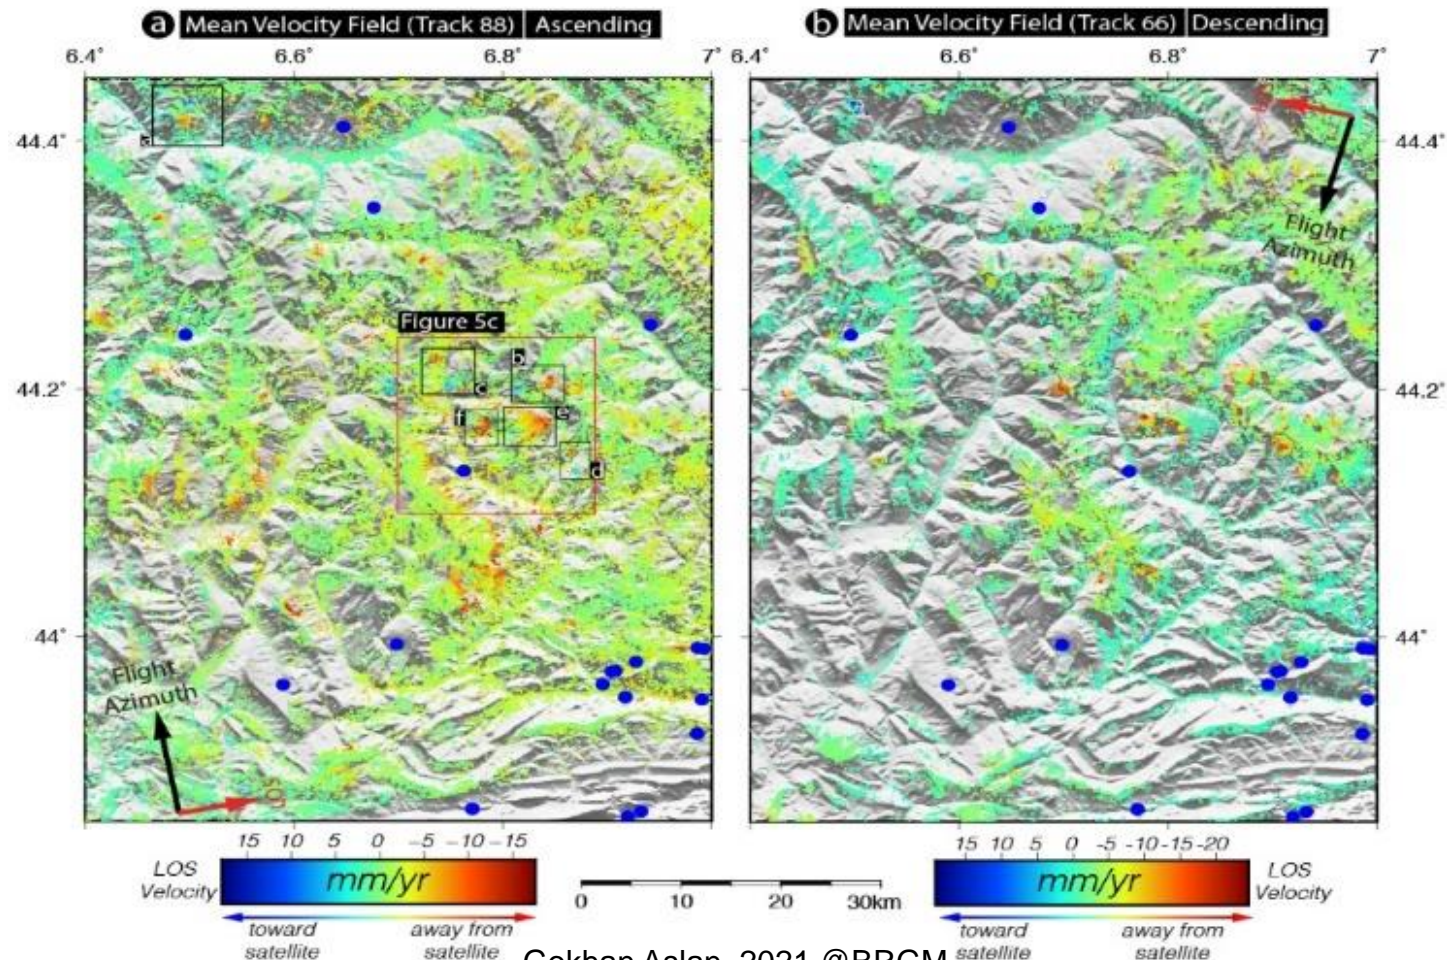 a Mean Velocity Field (Track 88) Ascending
b Mean Velocity Field (Track 66) Descending
6.4° 6.6° 6.8° 7°
6.4° 6.6° 6.8° 7°
44.4°
44.2°
44°
44.4°
44.2°
44°
a
Figure 5c
b
c
f
e
d
Flight
Azimuth
Flight
Azimuth
15 10 5 0 -5 -10 -15
LOS
Velocity
mm/yr
toward
satellite
away from
satellite
0 10 20 30km
15 10 5 0 -5 -10 -15 -20
mm/yr
LOS
Velocity
toward
satellite
away from
satellite
Gokhan Aslan, 2021 @BRGM